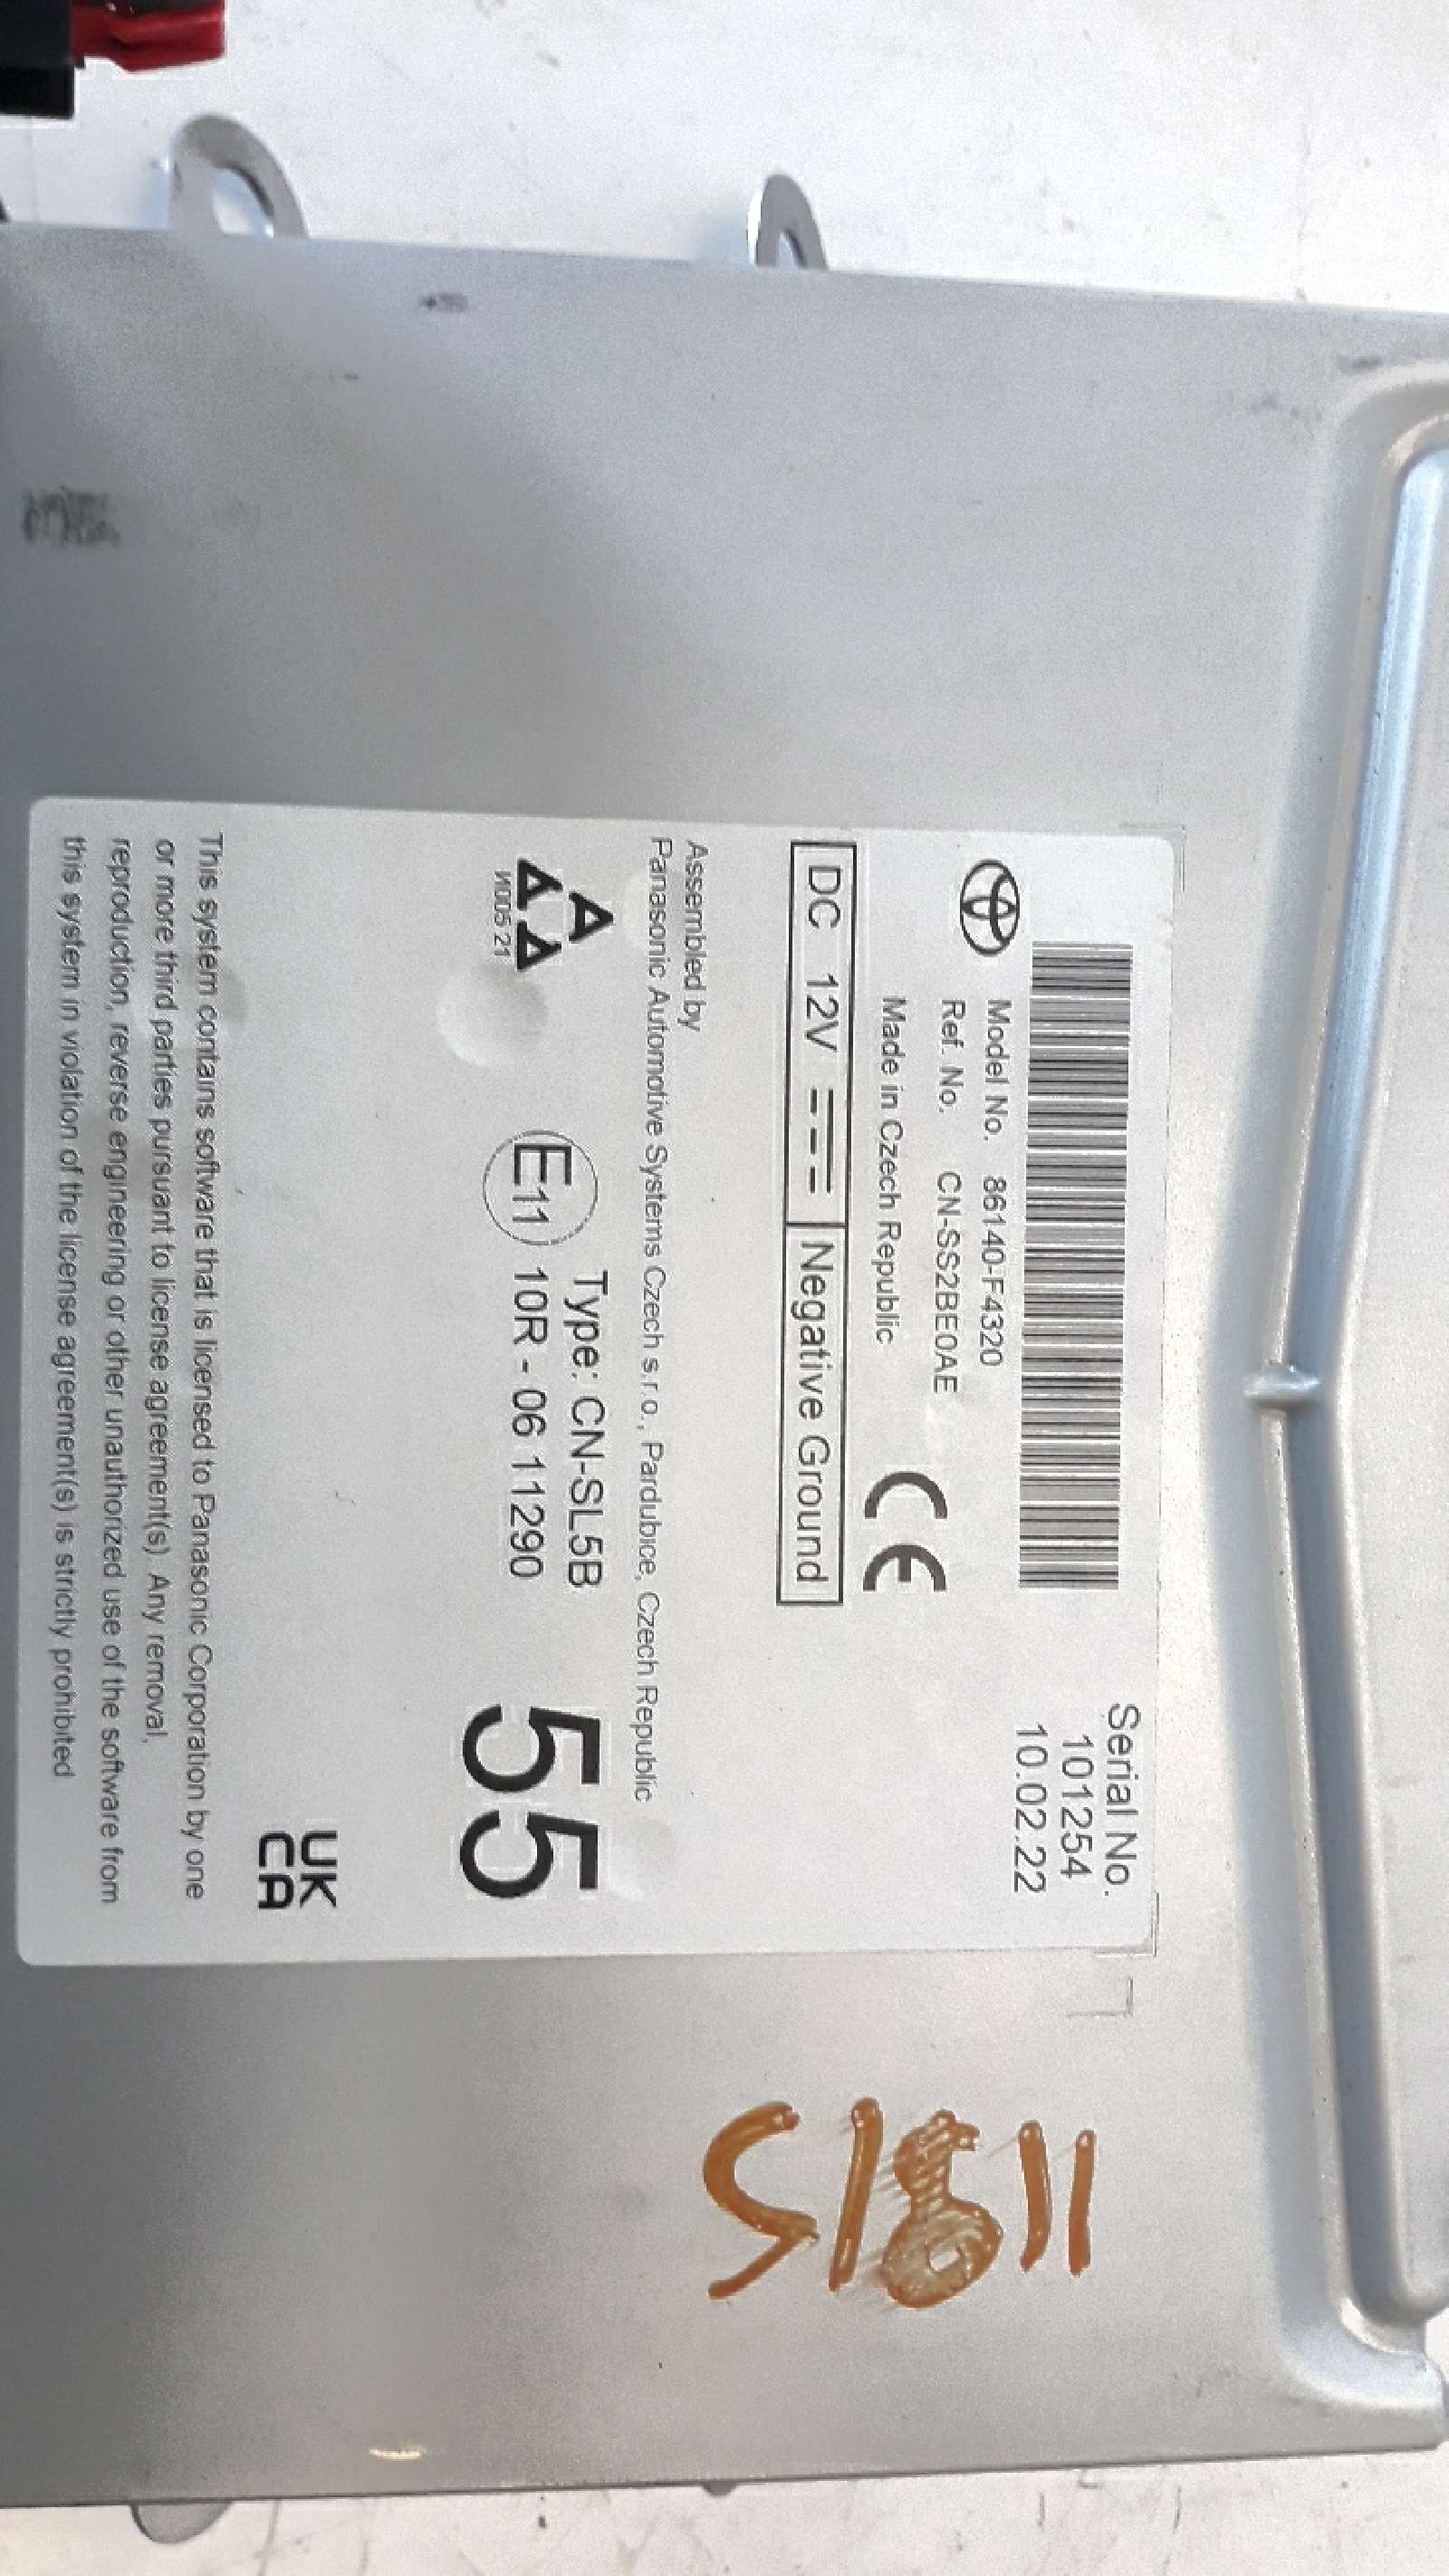 Serial No.
101254
10.02.22
Model No. 86140-F4320
Ref. No. CN-SS2BE0AE
Made in Czech Republic
CE
DC 12V
Negative Ground
Assembled by
Panasonic Automotive Systems Czech s.r.o., Pardubice, Czech Republic
И005 21
E11
Type: CN-SL5B
10R - 06 11290
55
UK
CA
This system contains software that is licensed to Panasonic Corporation by one
or more third parties pursuant to license agreement(s) Any removal,
reproduction, reverse engineering or other unauthorized use of the software from
this system in violation of the license agreement(s) is strictly prohibited